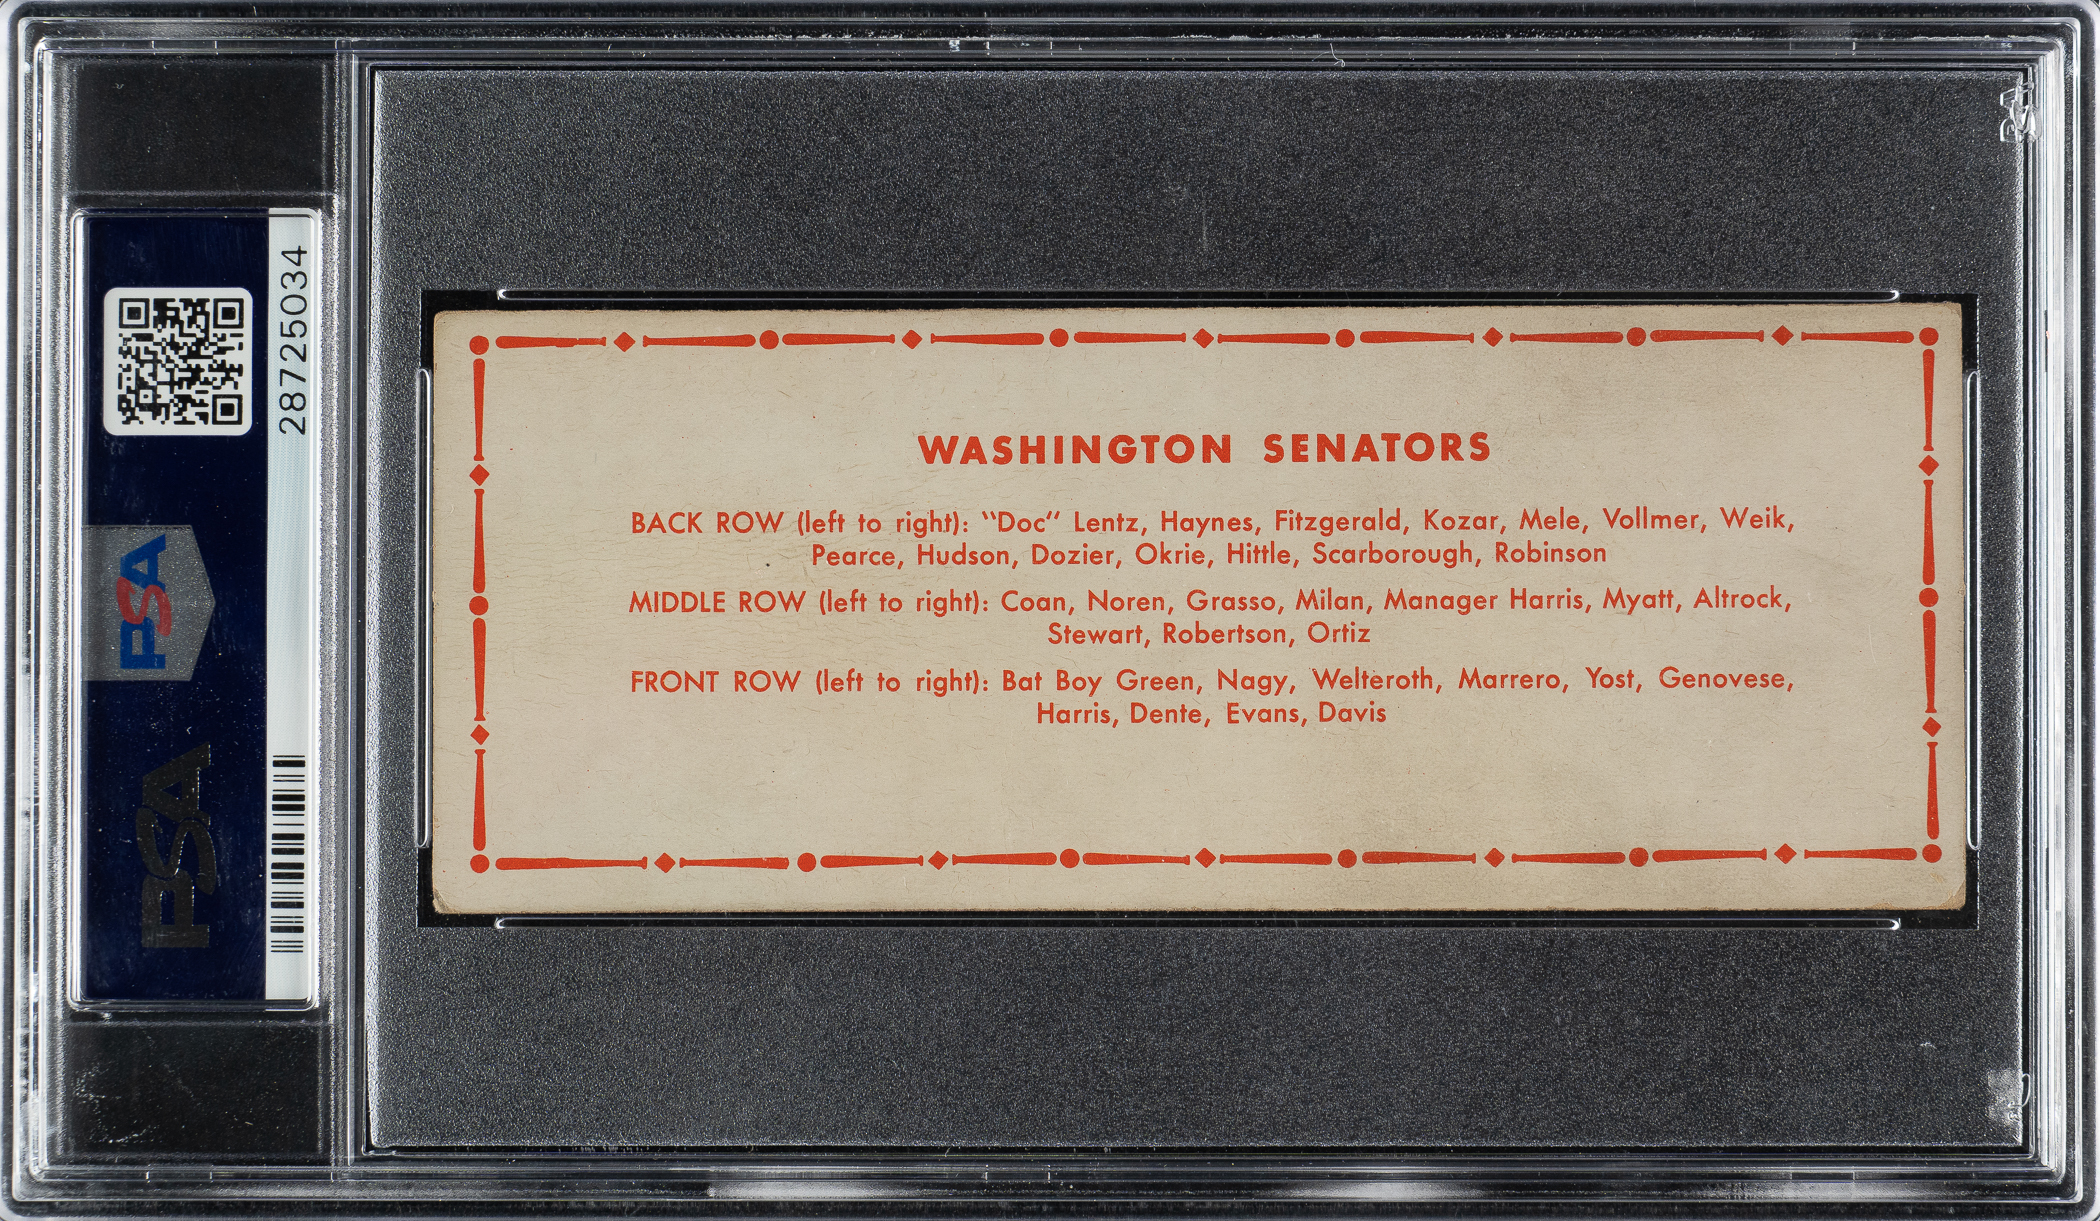 WASHINGTON SENATORS
BACK ROW (left to right): "Doc" Lentz, Haynes, Fitzgerald, Kozar, Mele, Vollmer, Weik,
Pearce, Hudson, Dozier, Okrie, Hittle, Scarborough, Robinson
MIDDLE ROW (left to right): Coan, Noren, Grasso, Milan, Manager Harris, Myatt, Altrock,
Stewart, Robertson, Ortiz
FRONT ROW (left to right): Bat Boy Green, Nagy, Welteroth, Marrero, Yost, Genovese,
Harris, Dente, Evans, Davis
28725034
PSA
PSA